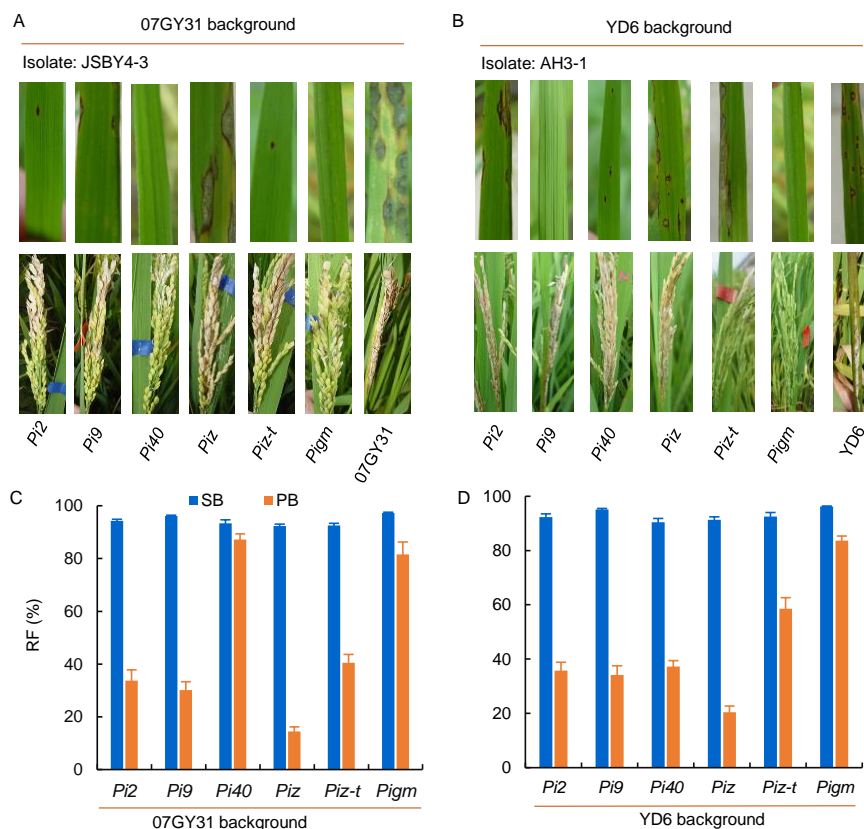 A
07GY31 background
Isolate: JSBY4-3
Pi2 Pi9 Pi40 Piz Piz-t Pigm 07GY31
B
YD6 background
Isolate: AH3-1
Pi2 Pi9 Pi40 Piz Piz-t Pigm YD6
C
SB PB
RF (%)
100
80
60
40
20
0
Pi2 Pi9 Pi40 Piz Piz-t Pigm
07GY31 background
D
100
80
60
40
20
0
Pi2 Pi9 Pi40 Piz Piz-t Pigm
YD6 background